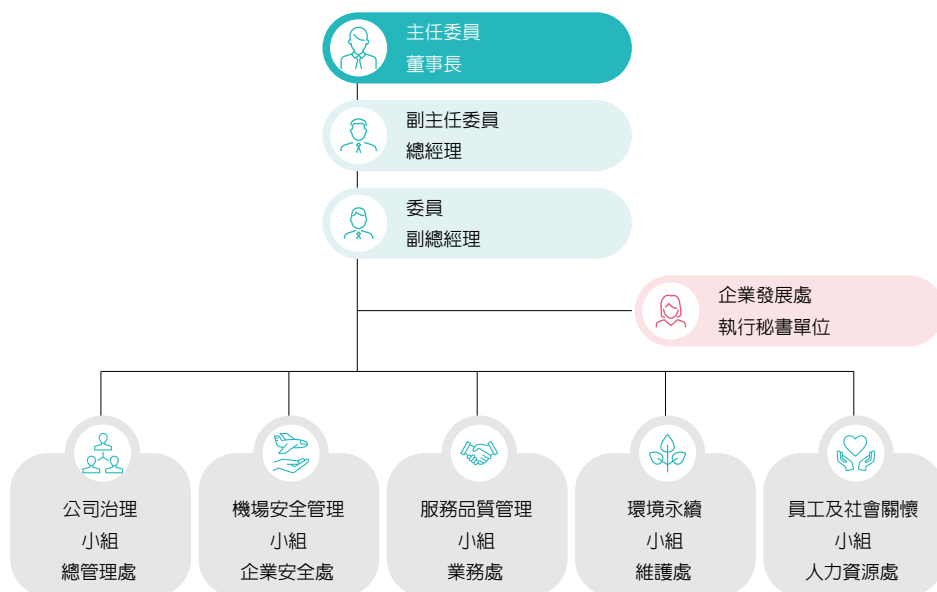 主任委員
董事長
副主任委員
總經理
委員
副總經理
企業發展處
執行秘書單位
公司治理
小組
總管理處
機場安全管理
小組
企業安全處
服務品質管理
小組
業務處
環境永續
小組
維護處
員工及社會關懷
小組
人力資源處